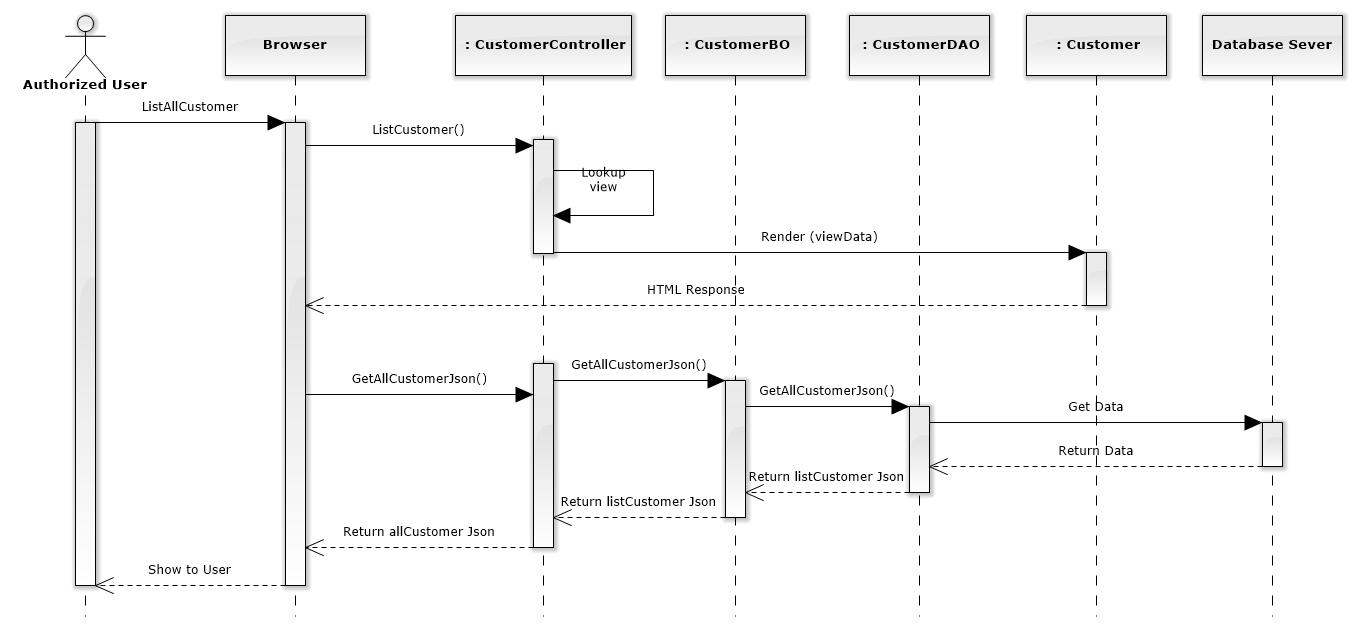 Authorized User
Browser
: CustomerController
: CustomerBO
: CustomerDAO
: Customer
Database Sever
ListAllCustomer
ListCustomer()
Lookup
view
Render (viewData)
HTML Response
GetAllCustomerJson()
GetAllCustomerJson()
GetAllCustomerJson()
Get Data
Return Data
Return listCustomer Json
Return listCustomer Json
Return allCustomer Json
Show to User